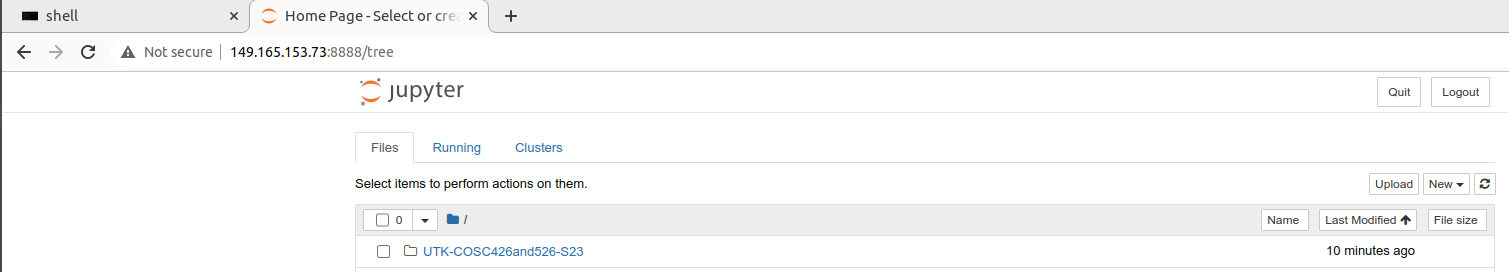 shell
Home Page - Select or crea
Not secure 149.165.153.73:8888/tree
jupyter
Quit Logout
Files Running Clusters
Select items to perform actions on them.
Upload New
0 / Name Last Modified File size
UTK-COSC426and526-S23 10 minutes ago